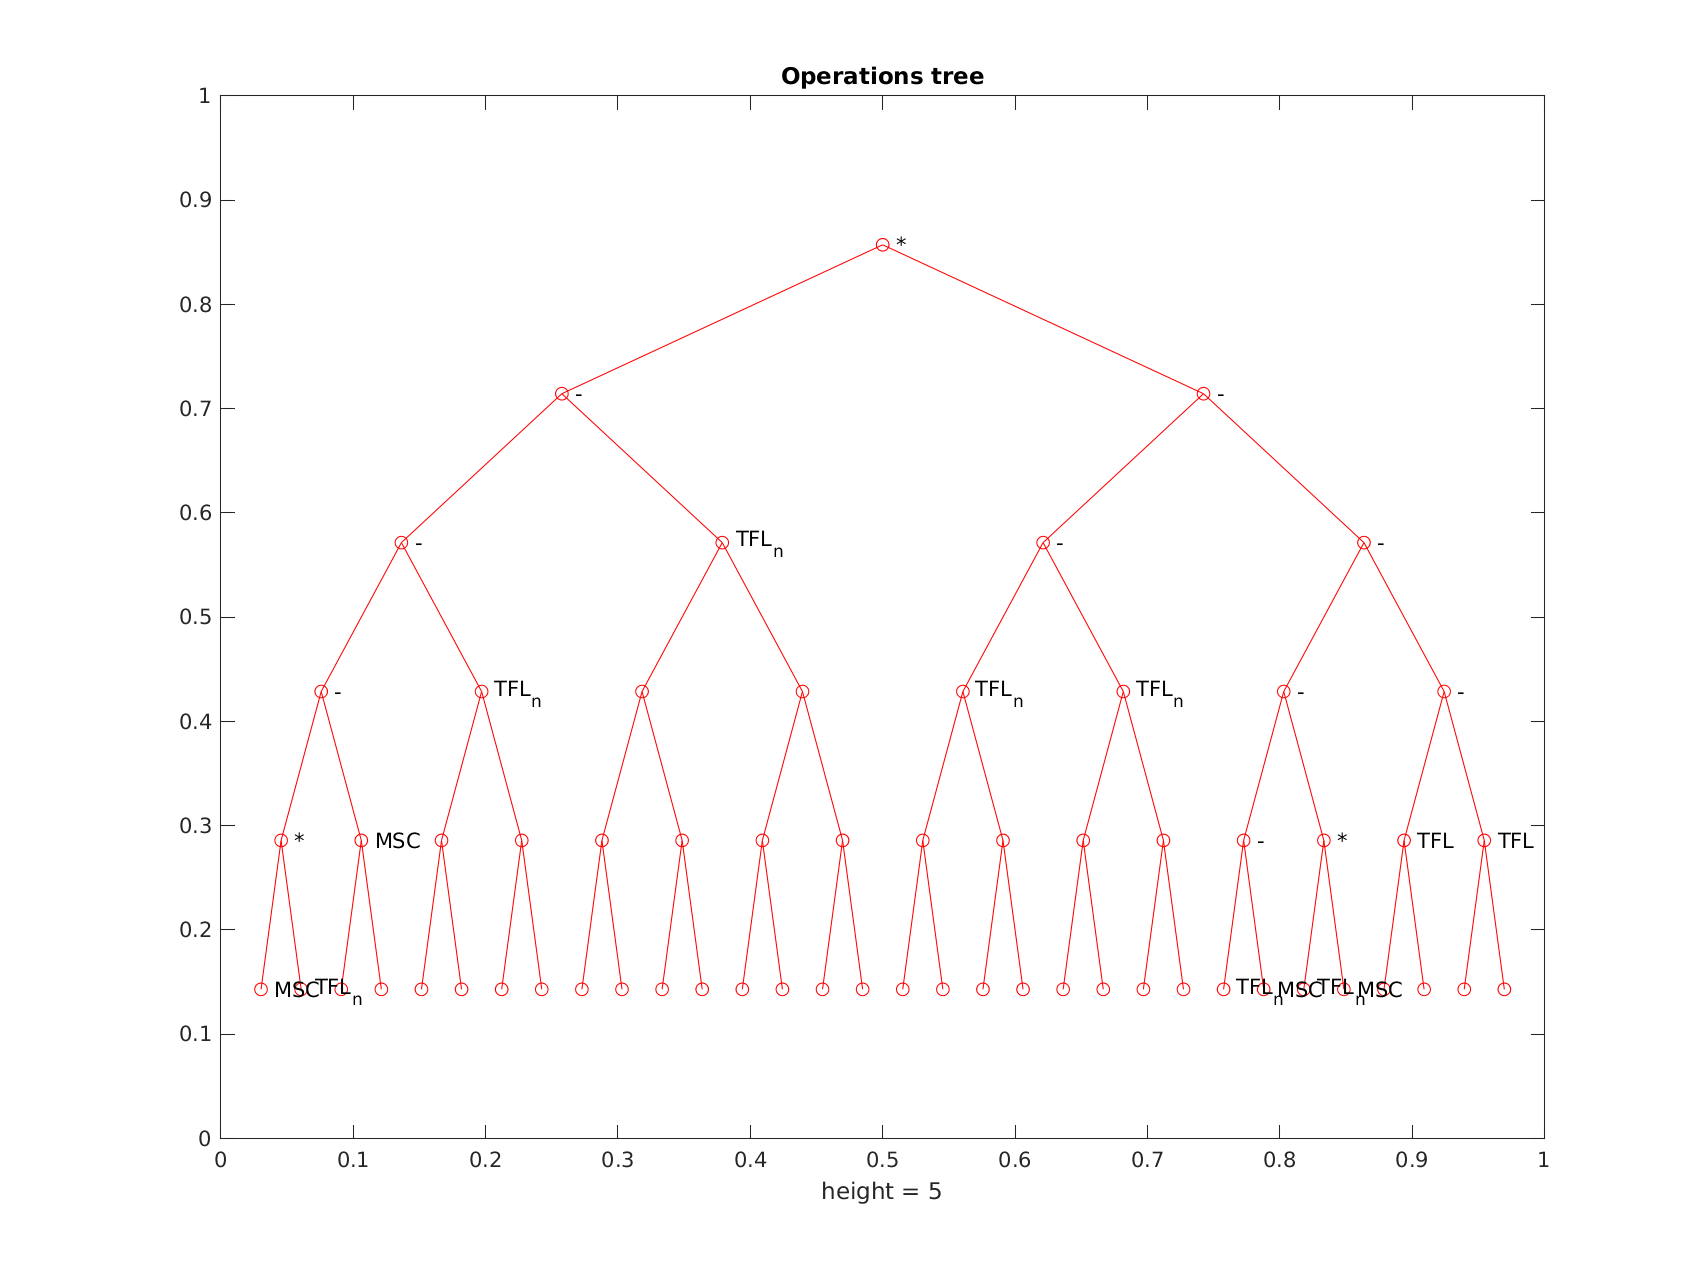 Operations tree
1
0.9
*
0.8
- -
0.7
0.6
- TFLn - -
0.5
- TFLn TFLn TFLn - -
0.4
0.3
* MSC - * TFL TFL
0.2
MSC TFLn TFLn MSC TFLn MSC
0.1
0
0 0.1 0.2 0.3 0.4 0.5 0.6 0.7 0.8 0.9 1
height = 5